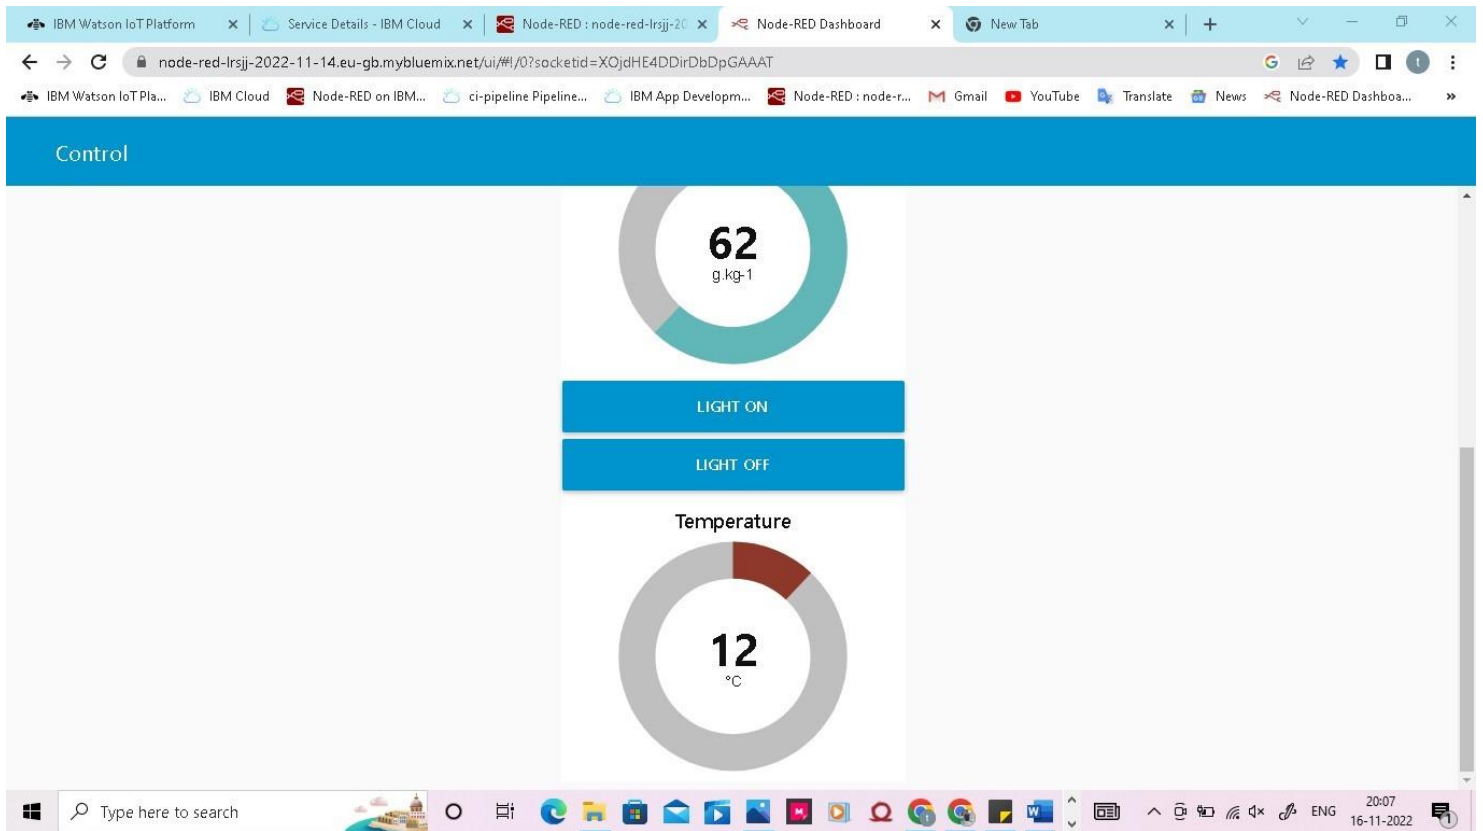 IBM Watson IoT Platform
Service Details - IBM Cloud
Node-RED : node-red-lrsjj-20
Node-RED Dashboard
New Tab
node-red-lrsjj-2022-11-14.eu-gb.mybluemix.net/ui/#!/0?socketid=XOjdHE4DDirDbDpGAAAT
IBM Watson IoT Pla... IBM Cloud Node-RED on IBM... ci-pipeline Pipeline... IBM App Developm... Node-RED : node-r... Gmail YouTube Translate News Node-RED Dashboa...
Control
62
g.kg-1
LIGHT ON
LIGHT OFF
Temperature
12
°C
Type here to search
ENG
20:07
16-11-2022
1